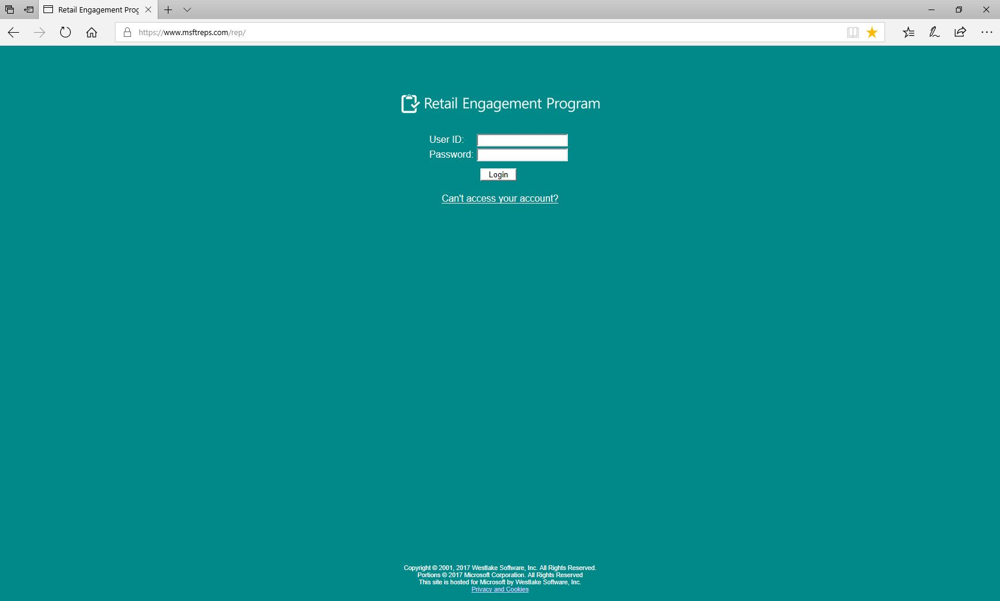 Retail Engagement Prog
https://www.msftreps.com/rep/
Retail Engagement Program
User ID:
Password:
Login
Can't access your account?
Copyright © 2001, 2017 Westlake Software, Inc. All Rights Reserved.
Portions © 2017 Microsoft Corporation. All Rights Reserved
This site is hosted for Microsoft by Westlake Software, Inc.
Privacy and Cookies